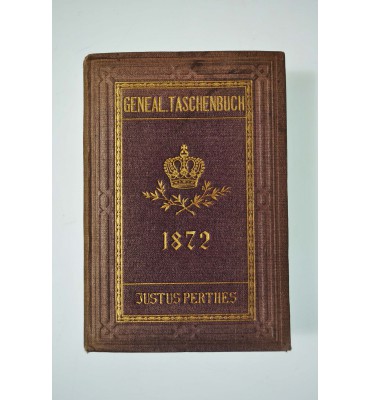 GENEAL. TASCHENBUCH
1872
JUSTUS PERTHES